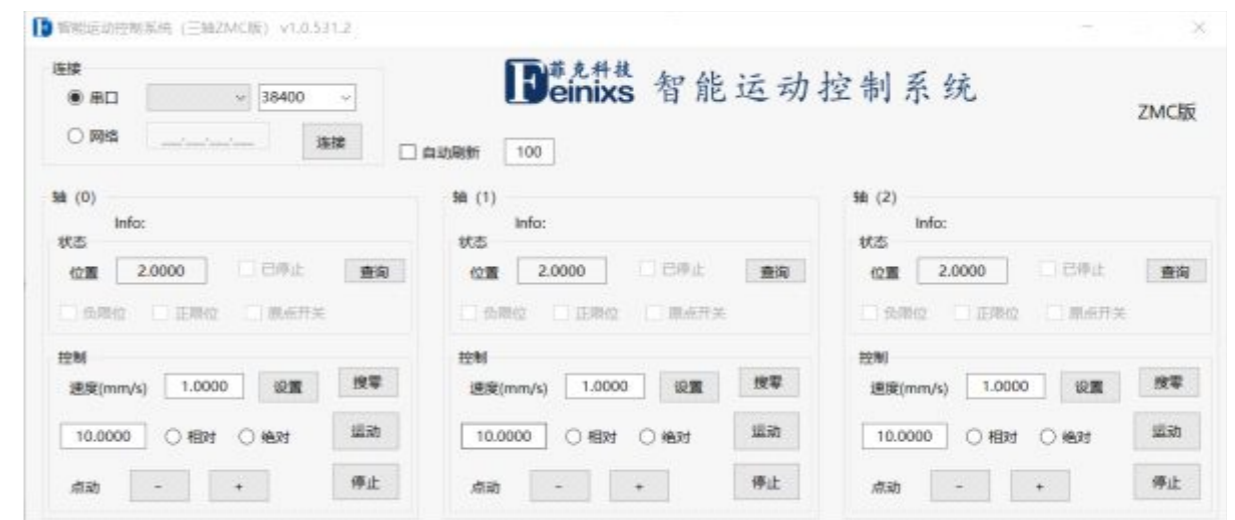 智能运动控制系统（三轴ZMC版） v1.0.531.2
连接
串口 38400
网络 连接
菲克科技
Feinixs 智能运动控制系统
ZMC版
自动刷新 100
轴 (0) 轴 (1) 轴 (2)
Info: Info: Info:
状态 状态 状态
位置 2.0000 已停止 查询 位置 2.0000 已停止 查询 位置 2.0000 已停止 查询
负限位 正限位 原点开关 负限位 正限位 原点开关 负限位 正限位 原点开关
控制 控制 控制
速度(mm/s) 1.0000 设置 搜零 速度(mm/s) 1.0000 设置 搜零 速度(mm/s) 1.0000 设置 搜零
10.0000 相对 绝对 运动 10.0000 相对 绝对 运动 10.0000 相对 绝对 运动
点动 - + 停止 点动 - + 停止 点动 - + 停止